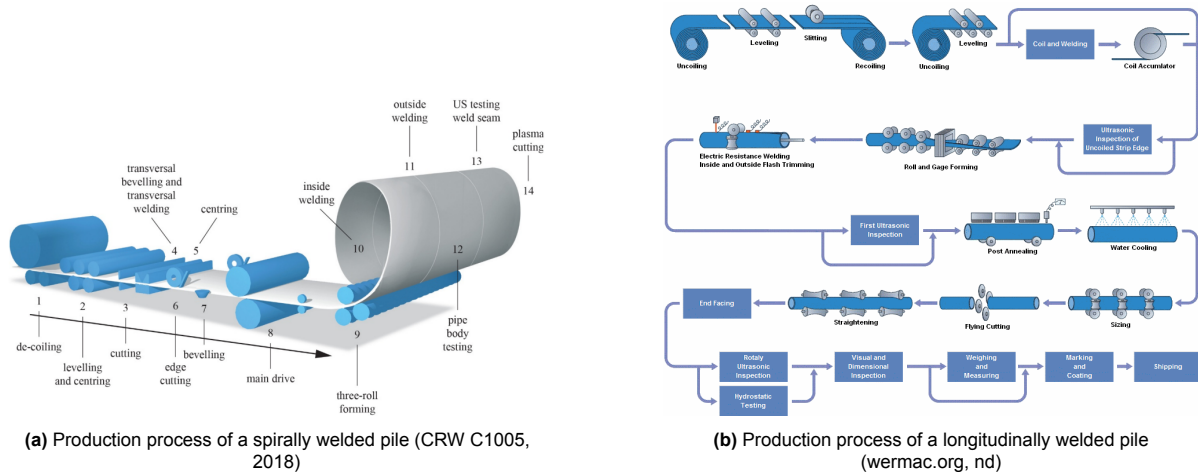 outside
welding
11
US testing
weld seam
13
plasma
cutting
14
transversal
bevelling and
transversal
welding
4
centring
5
inside
welding
10
12
1
de-coiling
2
levelling
and centring
3
cutting
6
edge
cutting
7
bevelling
8
main drive
9
three-roll
forming
pipe
body
testing
(a) Production process of a spirally welded pile (CRW C1005,
2018)
Uncoiling
Leveling
Slitting
Recoiling
Uncoiling
Leveling
Coil and Welding
Coil Accumlator
Electric Resistance Welding
Inside and Outside Flash Trimming
Roll and Gage Forming
Ultrasonic
Inspection of
Uncoiled Strip Edge
First Ultrasonic
Inspection
Post Annealing
Water Cooling
End Facing
Straightening
Flying Cutting
Sizing
Rotaly
Ultrasonic
Inspection
Hydrostatic
Testing
Visual and
Dimensional
Inspection
Weighing
and
Measuring
Marking
and
Coating
Shipping
(b) Production process of a longitudinally welded pile
(wermac.org, nd)